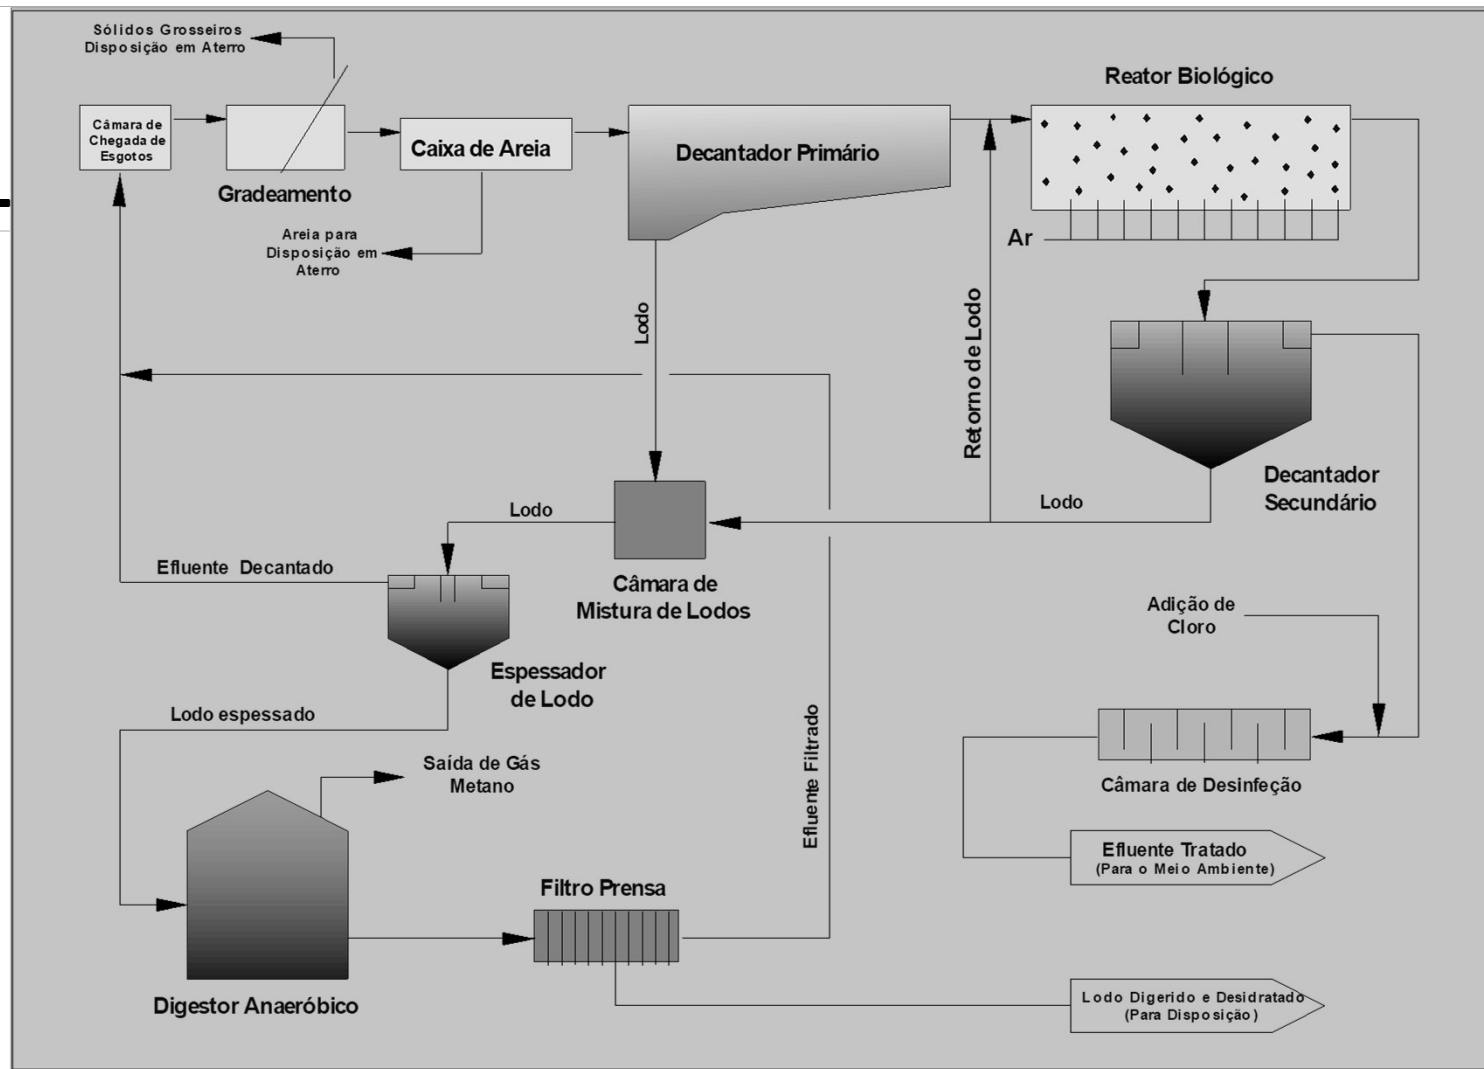 Sólidos Grosseiros
Disposição em Aterro
Reator Biológico
Câmara de
Chegada de
Esgotos
Caixa de Areia
Decantador Primário
Gradeamento
Areia para
Disposição em
Aterro
Ar
Lodo
Retorno de Lodo
Decantador
Secundário
Lodo
Lodo
Efluente Decantado
Câmara de
Mistura de Lodos
Adição de
Cloro
Espessador
de Lodo
Lodo espessado
Efluente Filtrado
Saída de Gás
Metano
Câmara de Desinfeção
Efluente Tratado
(Para o Meio Ambiente)
Filtro Prensa
Digestor Anaeróbico
Lodo Digerido e Desidratado
(Para Disposição)